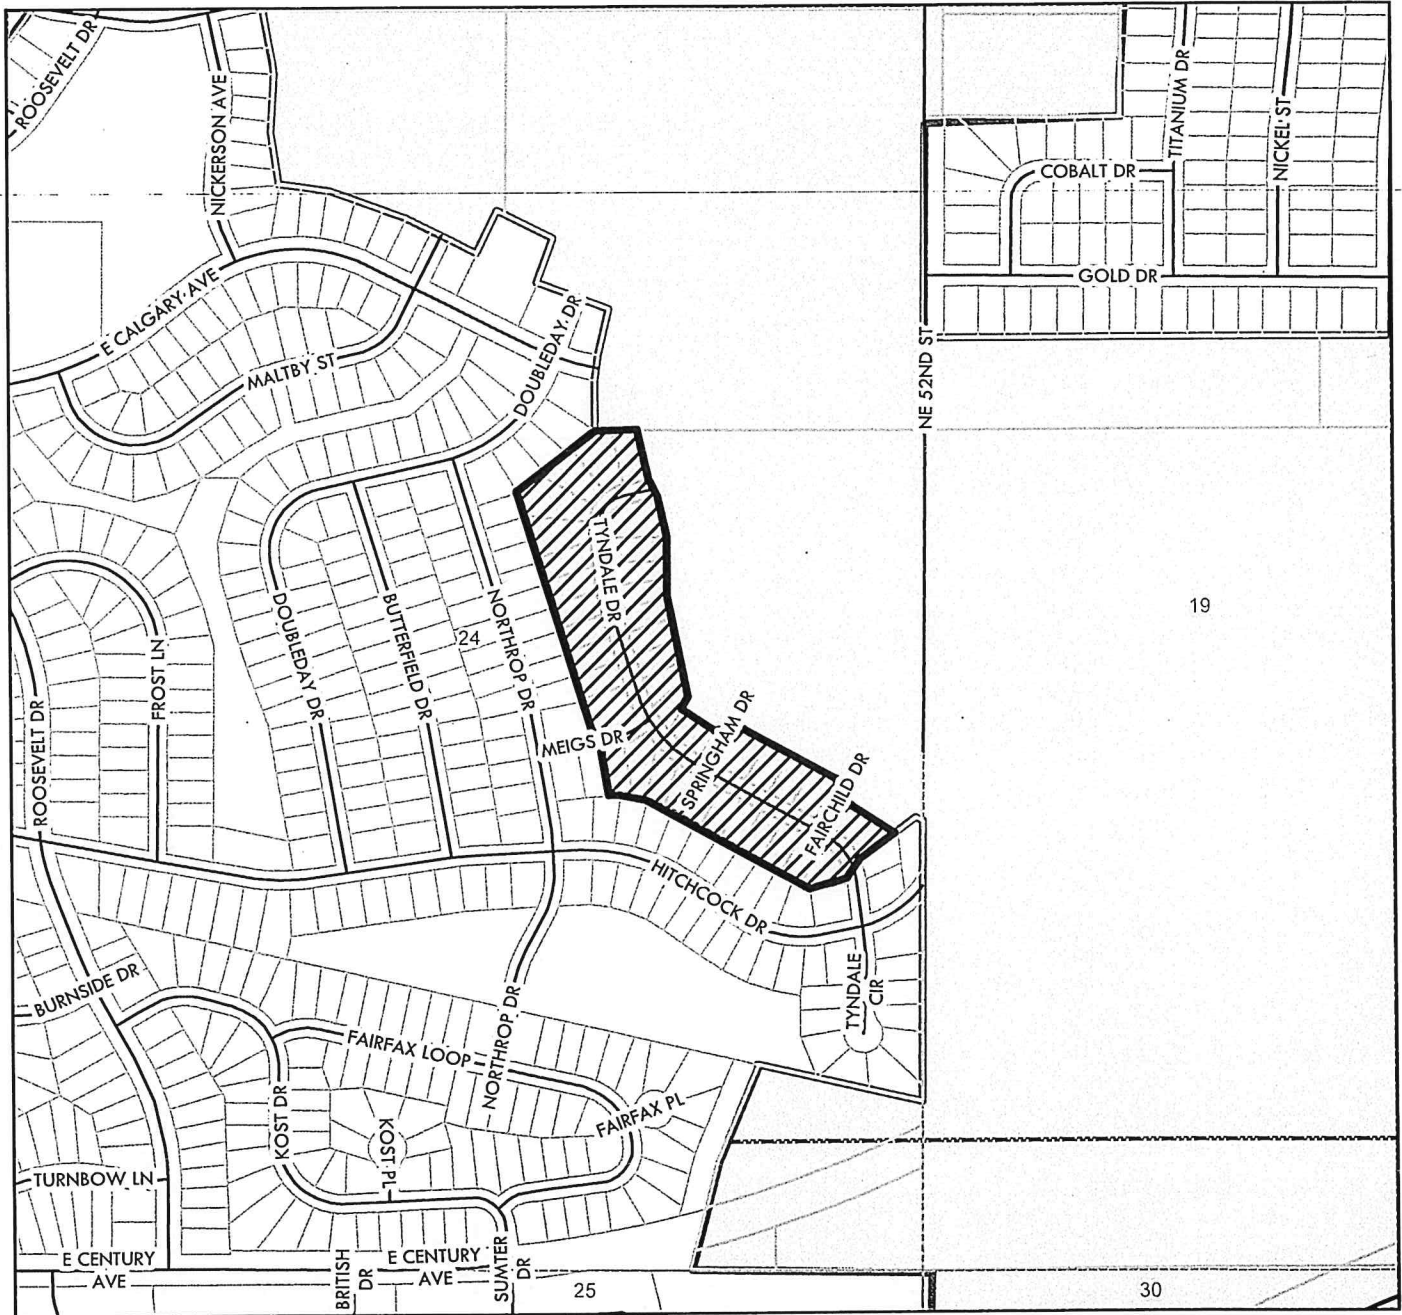 ROOSEVELT DR
NICKERSON AVE
TITANIUM DR
NICKEL ST
COBALT DR
GOLD DR
E CALGARY AVE
MALTBY ST
DOUBLEDAY DR
NE 52ND ST
TYNDALE DR
19
24
DOUBLEDAY DR
BUTTERFIELD DR
NORTHROP DR
FROST LN
ROOSEVELT DR
MEIGS DR
SPRINGHAM DR
FAIRCHILD DR
HITCHCOCK DR
BURNSIDE DR
TYNDALE
CIR
NORTHROP DR
FAIRFAX LOOP
KOST DR
KOST PL
FAIRFAX PL
TURNBOW LN
E CENTURY
AVE
BRITISH
DR
E CENTURY
AVE
SUMTER
DR
25
30